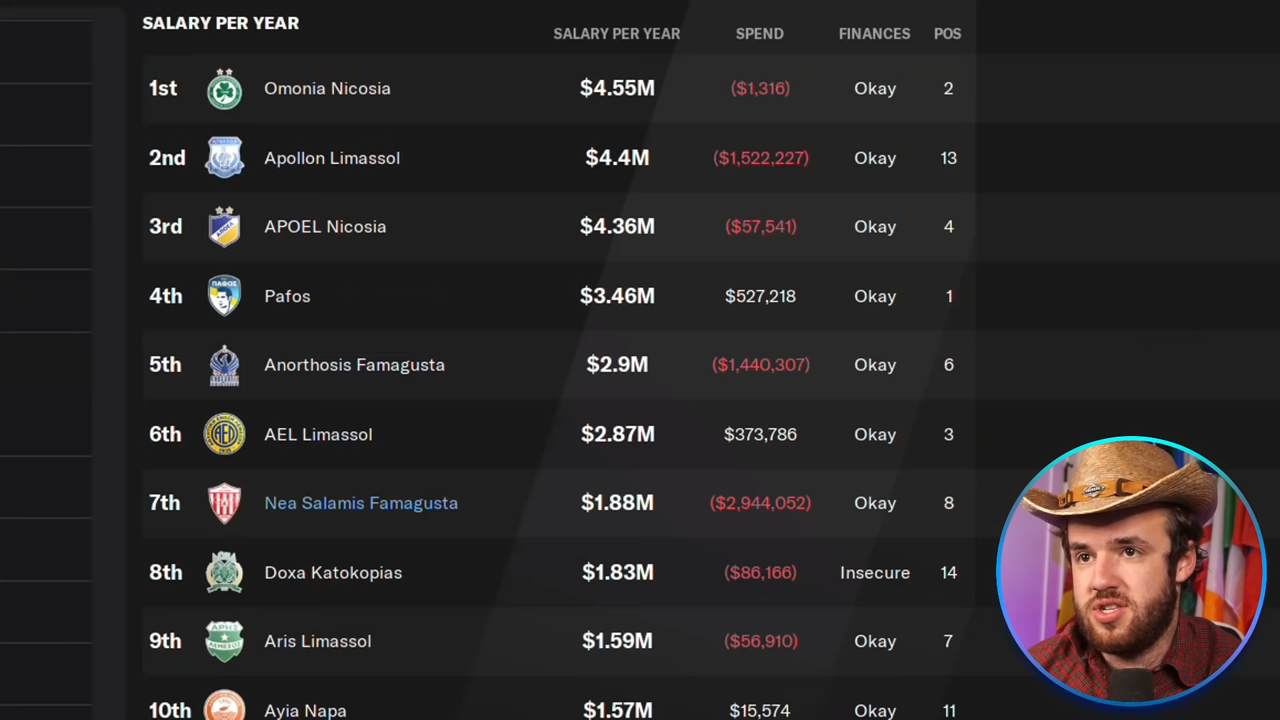 SALARY PER YEAR
SALARY PER YEAR SPEND FINANCES POS
1st Omonia Nicosia $4.55M ($1,316) Okay 2
2nd Apollon Limassol $4.4M ($1,522,227) Okay 13
3rd APOEL Nicosia $4.36M ($57,541) Okay 4
4th ΠΑΦΟΣ Pafos $3.46M $527,218 Okay 1
5th Anorthosis Famagusta $2.9M ($1,440,307) Okay 6
6th AEL Limassol $2.87M $373,786 Okay 3
7th Nea Salamis Famagusta $1.88M ($2,944,052) Okay 8
8th Doxa Katokopias $1.83M ($86,166) Insecure 14
9th ΑΡΗΣ Aris Limassol $1.59M ($56,910) Okay 7
10th Ayia Napa $1.57M $15,574 Okay 11